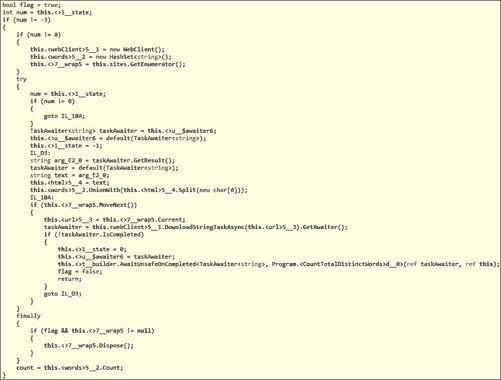 bool flag = true;
int num = this.<>1__state;
if (num != -3)
{
if (num != 0)
{
this.<webClient>5__1 = new WebClient();
this.<words>5__2 = new HashSet<string>();
this.<>7__wrap5 = this.sites.GetEnumerator();
}
try
{
num = this.<>1__state;
if (num != 0)
{
goto IL_10A;
}
TaskAwaiter<string> taskAwaiter = this.<>u__$awaiter6;
this.<>u__$awaiter6 = default(TaskAwaiter<string>);
this.<>1__state = -1;
IL_D3:
string arg_E2_0 = taskAwaiter.GetResult();
taskAwaiter = default(TaskAwaiter<string>);
string text = arg_E2_0;
this.<html>5__4 = text;
this.<words>5__2.UnionWith(this.<html>5__4.Split(new char[0]));
IL_10A:
if (this.<>7__wrap5.MoveNext())
{
this.<url>5__3 = this.<>7__wrap5.Current;
taskAwaiter = this.<webClient>5__1.DownloadStringTaskAsync(this.<url>5__3).GetAwaiter();
if (!taskAwaiter.IsCompleted)
{
this.<>1__state = 0;
this.<>u__$awaiter6 = taskAwaiter;
this.<>t__builder.AwaitUnsafeOnCompleted<TaskAwaiter<string>, Program.<CountTotalDistinctWords>d__0>(ref taskAwaiter, ref this);
flag = false;
return;
}
goto IL_D3;
}
}
finally
{
if (flag && this.<>7__wrap5 != null)
{
this.<>7__wrap5.Dispose();
}
}
count = this.<words>5__2.Count;
}